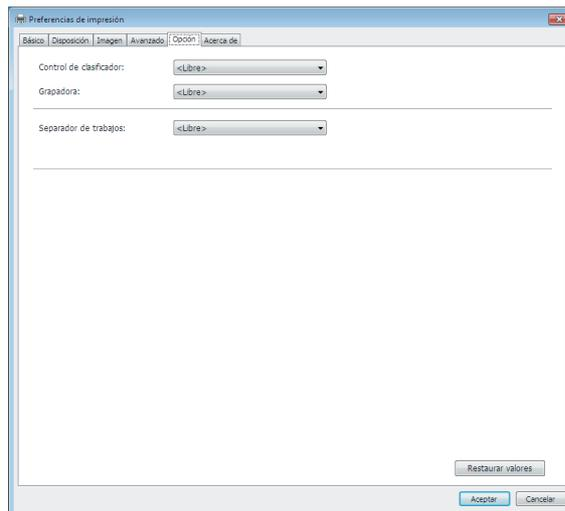 Preferencias de impresión
Básico Disposición Imagen Avanzado Opción Acerca de
Control de clasificador: <Libre>
Grapadora: <Libre>
Separador de trabajos: <Libre>
Restaurar valores
Aceptar Cancelar